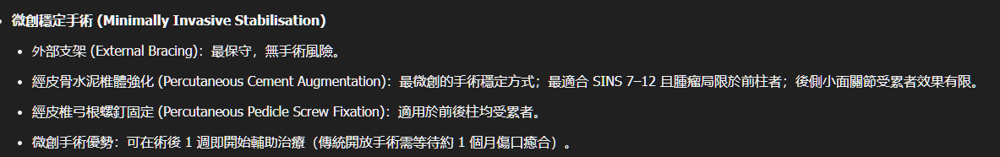 微創穩定手術 (Minimally Invasive Stabilisation)
外部支架 (External Bracing)：最保守，無手術風險。
經皮骨水泥椎體強化 (Percutaneous Cement Augmentation)：最微創的手術穩定方式；最適合 SINS 7–12 且腫瘤局限於前柱者；後側小面關節受累者效果有限。
經皮椎弓根螺釘固定 (Percutaneous Pedicle Screw Fixation)：適用於前後柱均受累者。
微創手術優勢：可在術後 1 週即開始輔助治療（傳統開放手術需等待約 1 個月傷口癒合）。